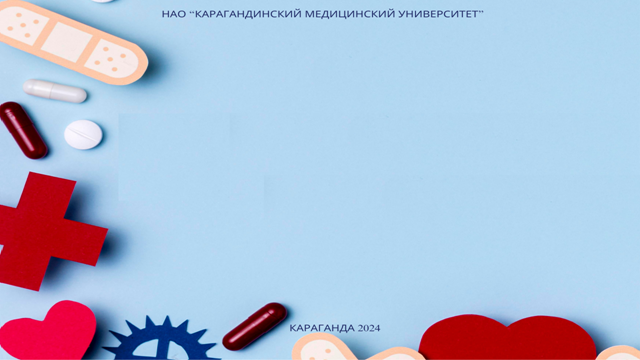 НАО “КАРАГАНДИНСКИЙ МЕДИЦИНСКИЙ УНИВЕРСИТЕТ”
КАРАГАНДА 2024